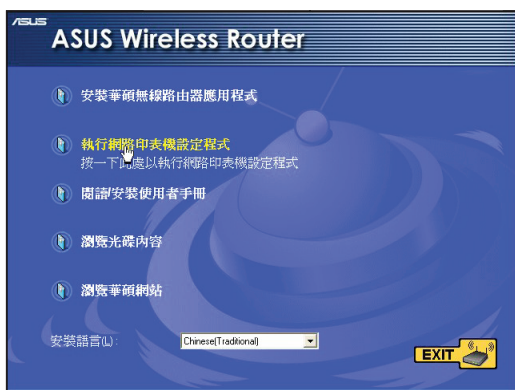 ASUS
ASUS Wireless Router
安裝華碩無線路由器應用程式
執行網路印表機設定程式
按一下此處以執行網路印表機設定程式
閱讀/安裝使用者手冊
瀏覽光碟內容
瀏覽華碩網站
安裝語言(L): Chinese(Traditional)
EXIT